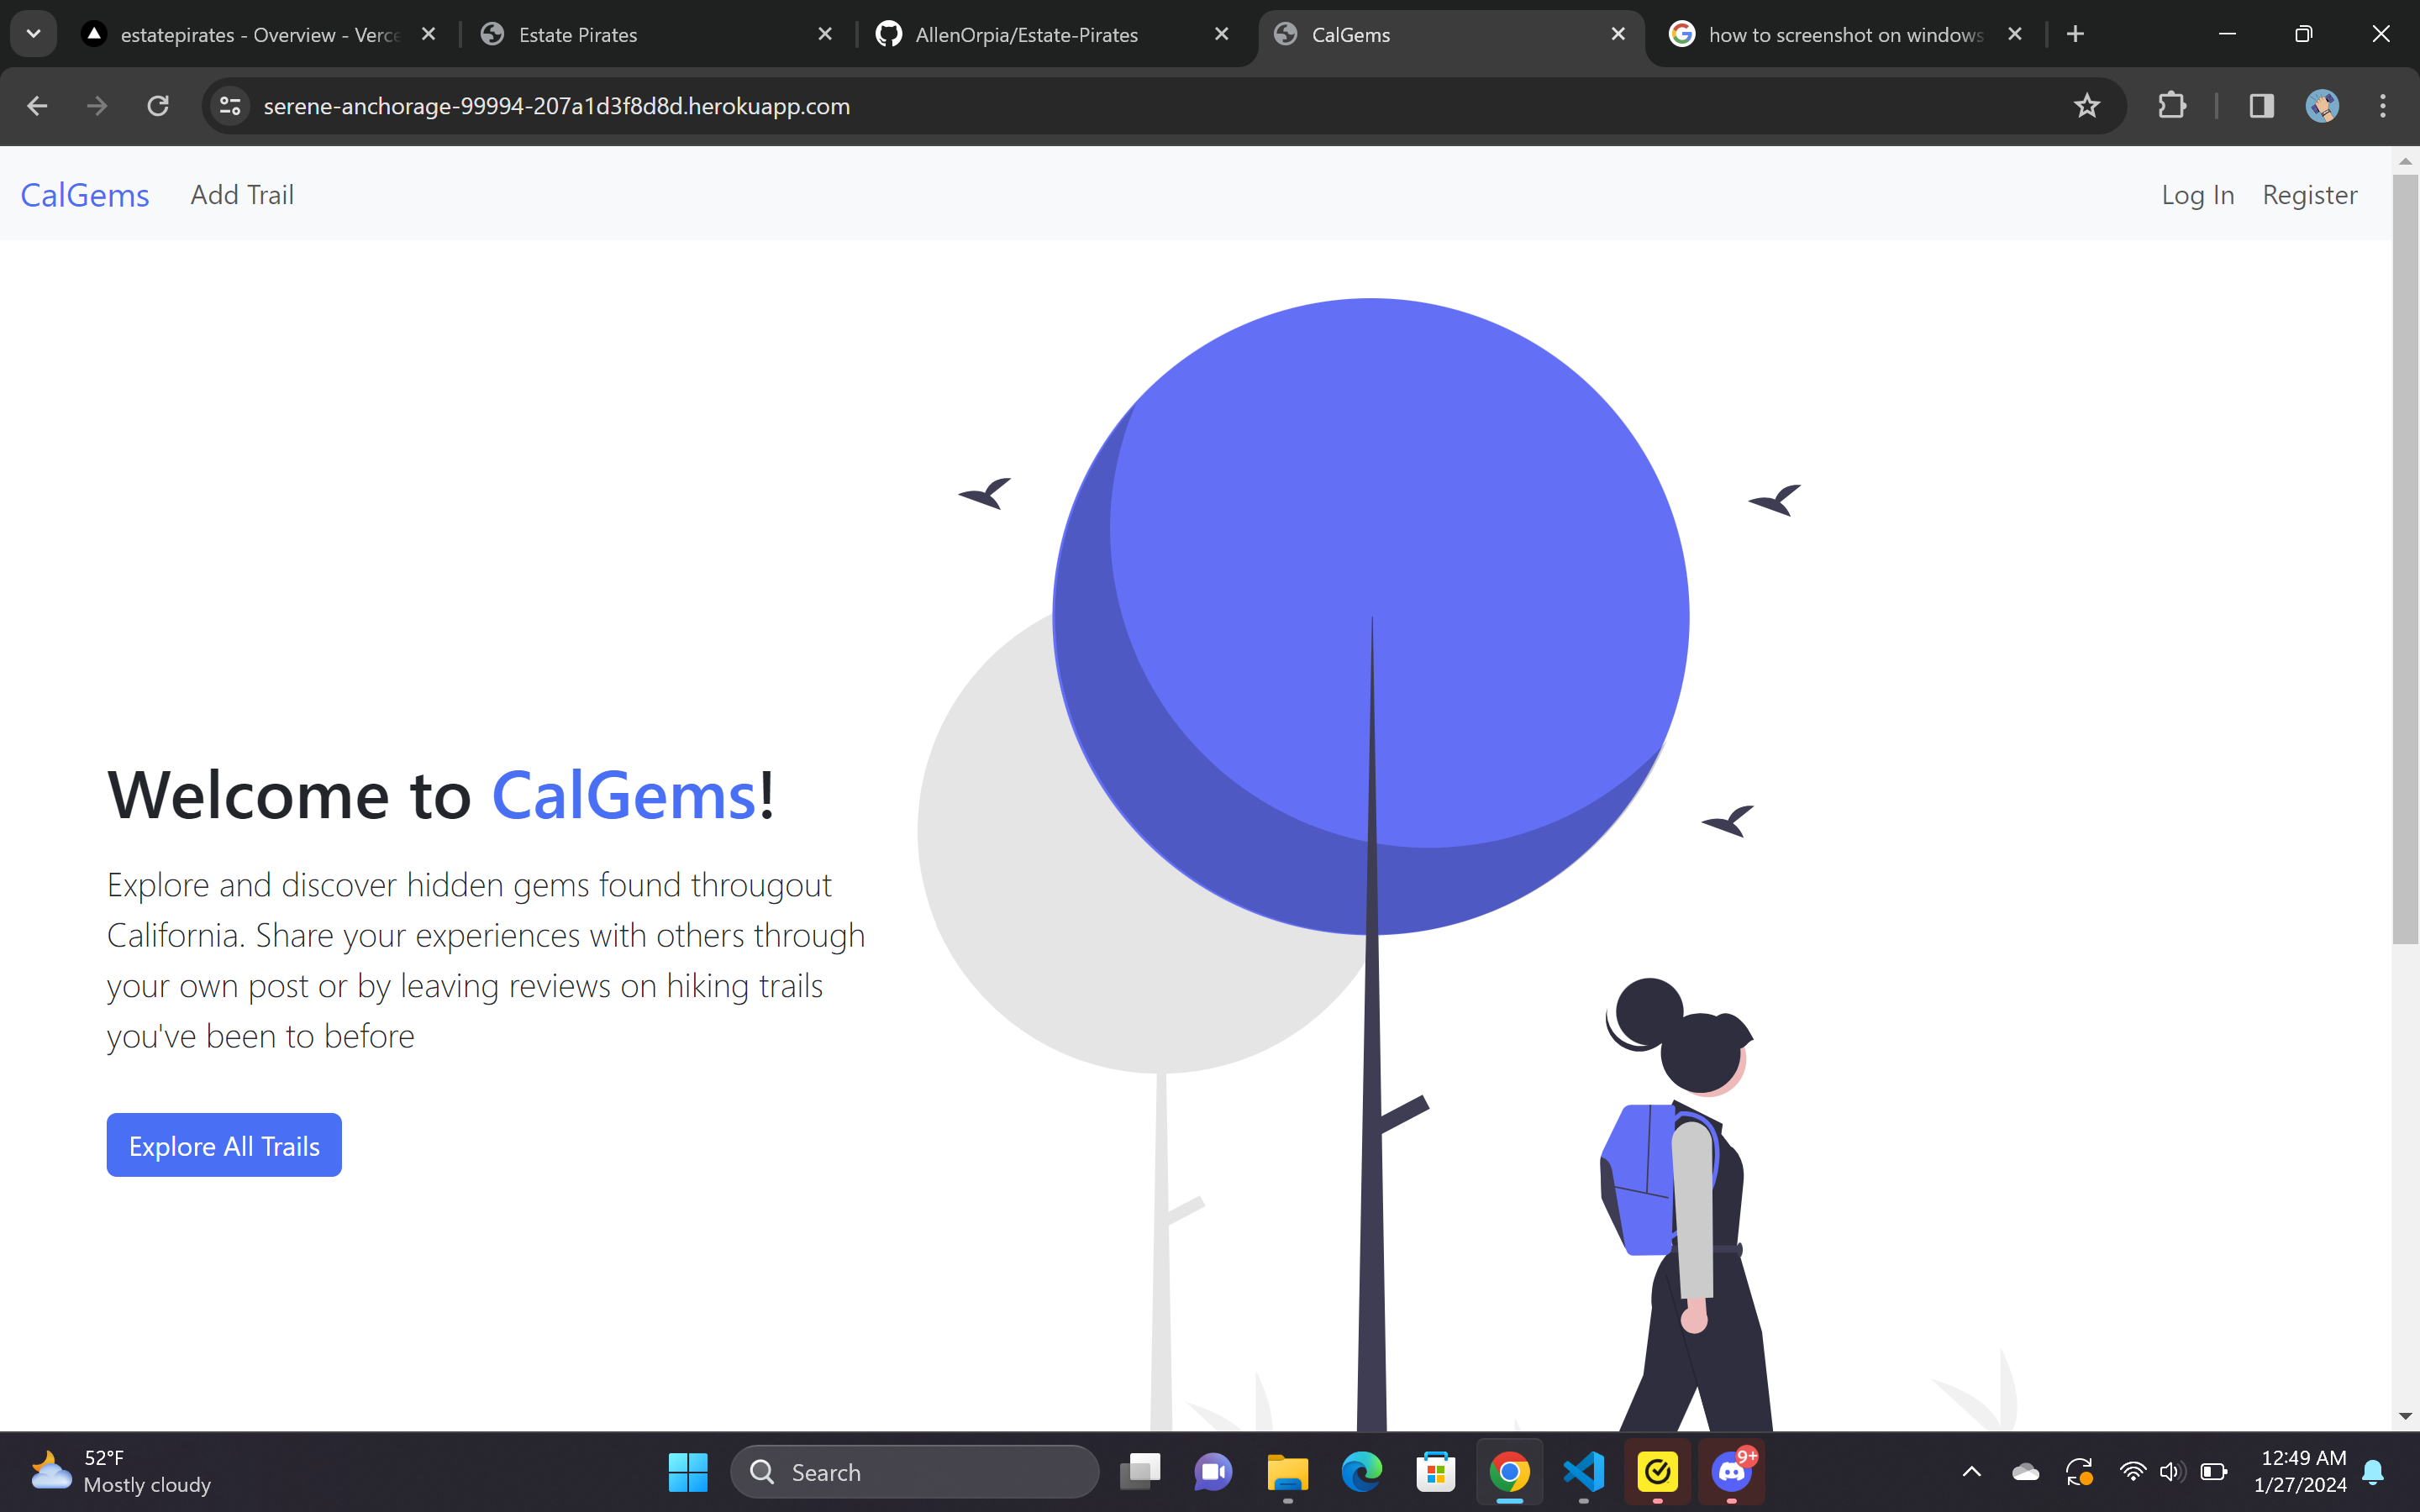 estatepirates - Overview - Verce
Estate Pirates
AllenOrpia/Estate-Pirates
CalGems
how to screenshot on windows
serene-anchorage-99994-207a1d3f8d8d.herokuapp.com
CalGems
Add Trail
Log In
Register
Welcome to CalGems!
Explore and discover hidden gems found througout
California. Share your experiences with others through
your own post or by leaving reviews on hiking trails
you've been to before
Explore All Trails
52°F
Mostly cloudy
Search
9+
12:49 AM
1/27/2024